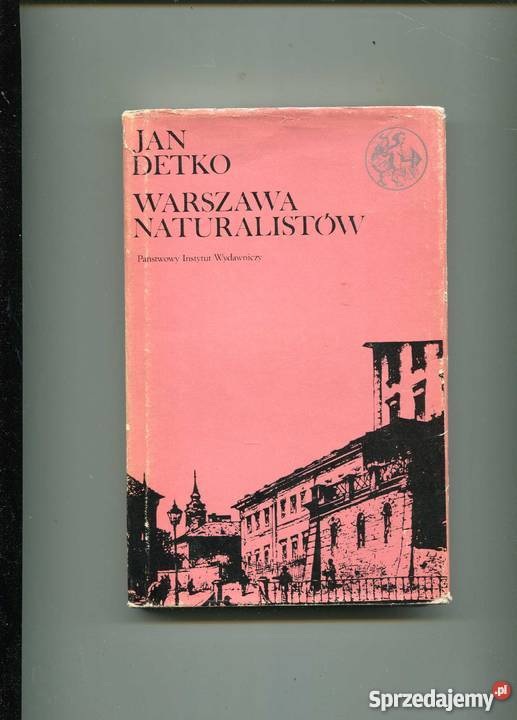 JAN
DETKO
WARSZAWA
NATURALISTÓW
Państwowy Instytut Wydawniczy
Sprzedajemy.pl